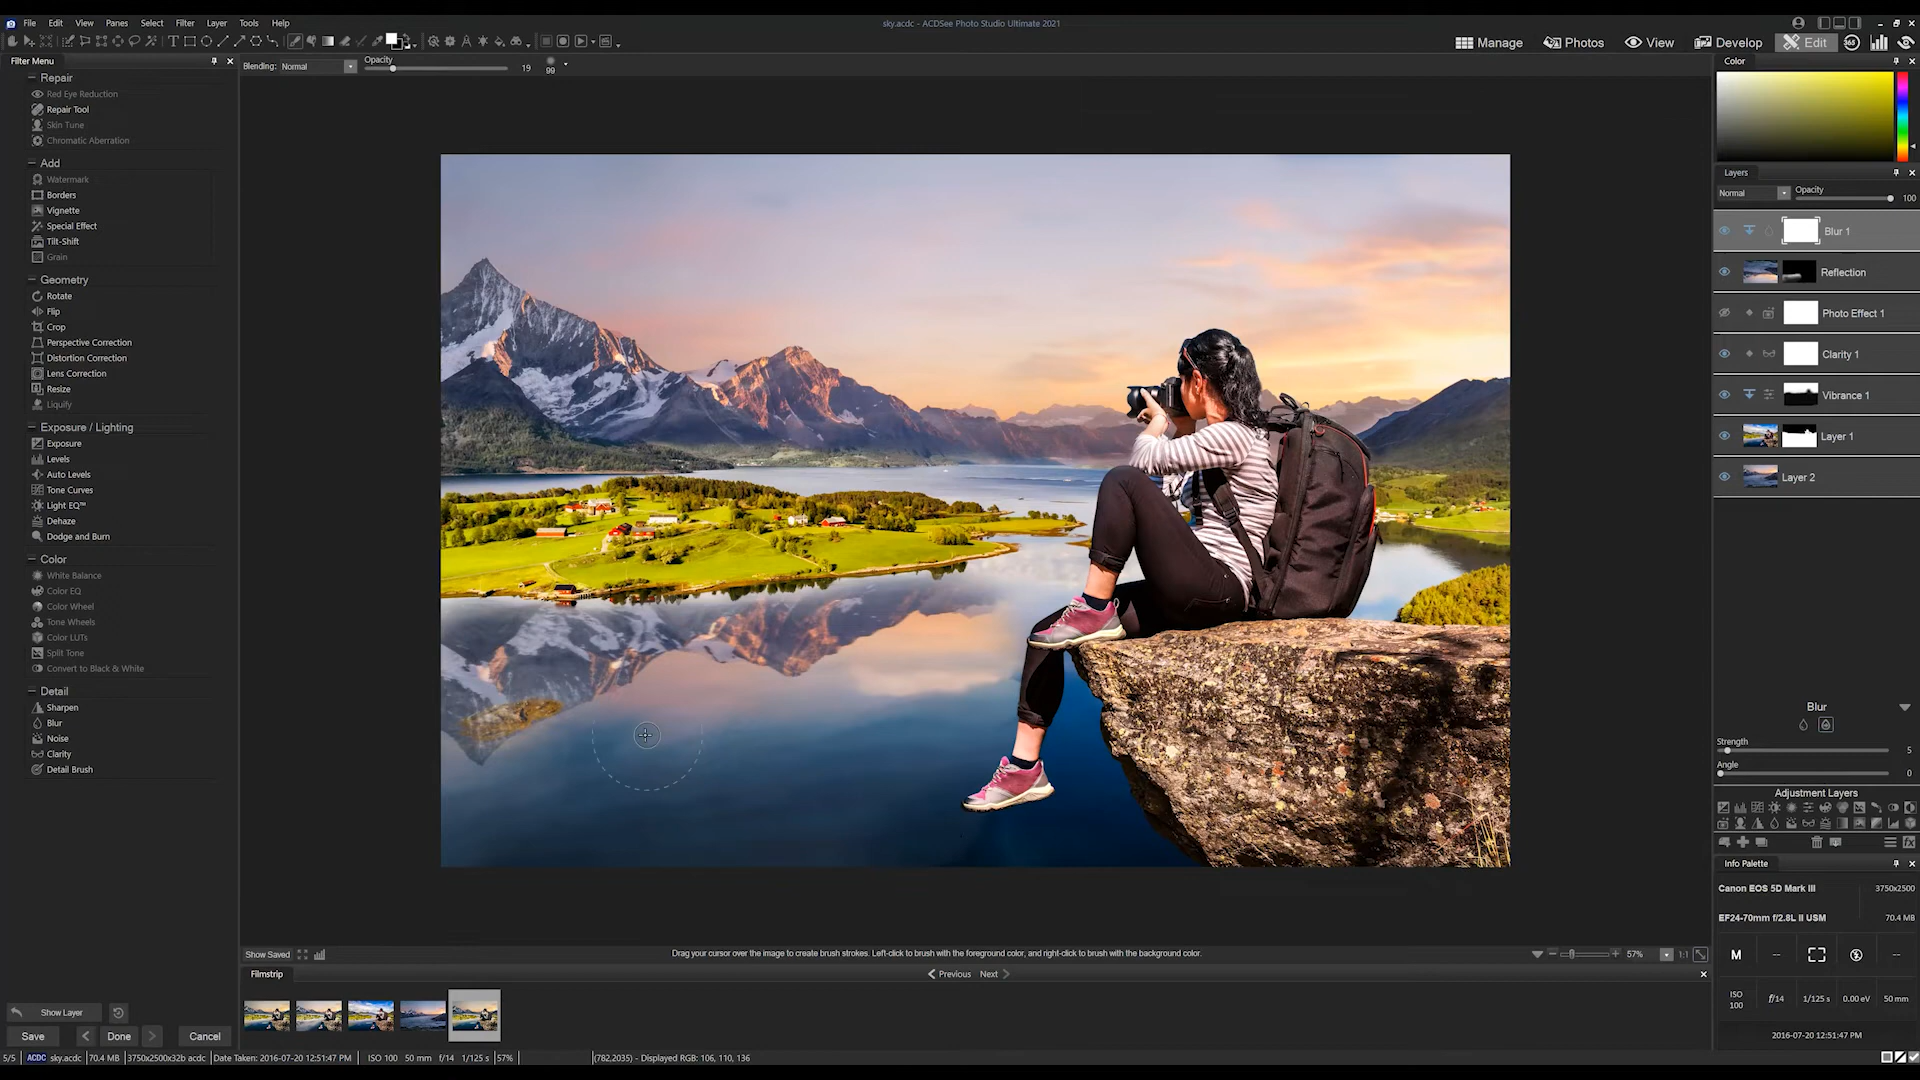 File Edit View Panes Select Filter Layer Tools Help
sky.acdc - ACDSee Photo Studio Ultimate 2021
Manage Photos View Develop Edit 365
Filter Menu
Blending: Normal Opacity 19 99
Repair
Red Eye Reduction
Repair Tool
Skin Tune
Chromatic Aberration
Add
Watermark
Borders
Vignette
Special Effect
Tilt-Shift
Grain
Geometry
Rotate
Flip
Crop
Perspective Correction
Distortion Correction
Lens Correction
Resize
Liquify
Exposure / Lighting
Exposure
Levels
Auto Levels
Tone Curves
Light EQ™
Dehaze
Dodge and Burn
Color
White Balance
Color EQ
Color Wheel
Tone Wheels
Color LUTs
Split Tone
Convert to Black & White
Detail
Sharpen
Blur
Noise
Clarity
Detail Brush
Show Layer
Save Done Cancel
Color
Layers
Normal Opacity 100
Blur 1
Reflection
Photo Effect 1
Clarity 1
Vibrance 1
Layer 1
Layer 2
Blur
Strength 5
Angle 0
Adjustment Layers
Info Palette
Canon EOS 5D Mark III 3750x2500
EF24-70mm f/2.8L II USM 70.4 MB
M -- --
ISO 100 f/14 1/125 s 0.00 eV 50 mm
2016-07-20 12:51:47 PM
Show Saved
Drag your cursor over the image to create brush strokes. Left-click to brush with the foreground color, and right-click to brush with the background color.
57% 1:1
Filmstrip
Previous Next
5/5 ACDC sky.acdc 70.4 MB 3750x2500x32b acdc Date Taken: 2016-07-20 12:51:47 PM ISO 100 50 mm f/14 1/125 s 57% (782,2035) - Displayed RGB: 106, 110, 136